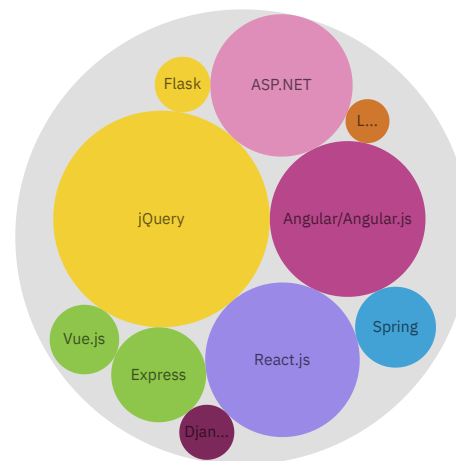 Flask
ASP.NET
L...
jQuery
Angular/Angular.js
Spring
Vue.js
React.js
Express
Djan...